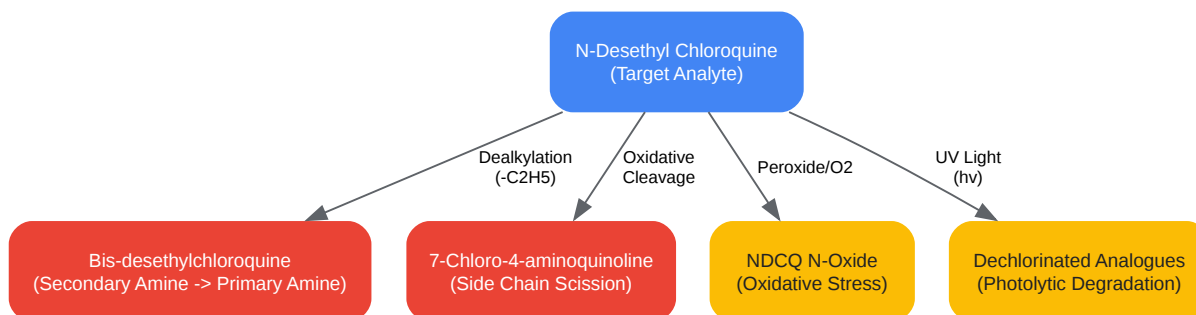 N-Desethyl Chloroquine
(Target Analyte)
Dealkylation
(-C2H5)
Oxidative
Cleavage
Peroxide/O2
UV Light
(hv)
Bis-desethylchloroquine
(Secondary Amine -> Primary Amine)
7-Chloro-4-aminoquinoline
(Side Chain Scission)
NDCQ N-Oxide
(Oxidative Stress)
Dechlorinated Analogues
(Photolytic Degradation)